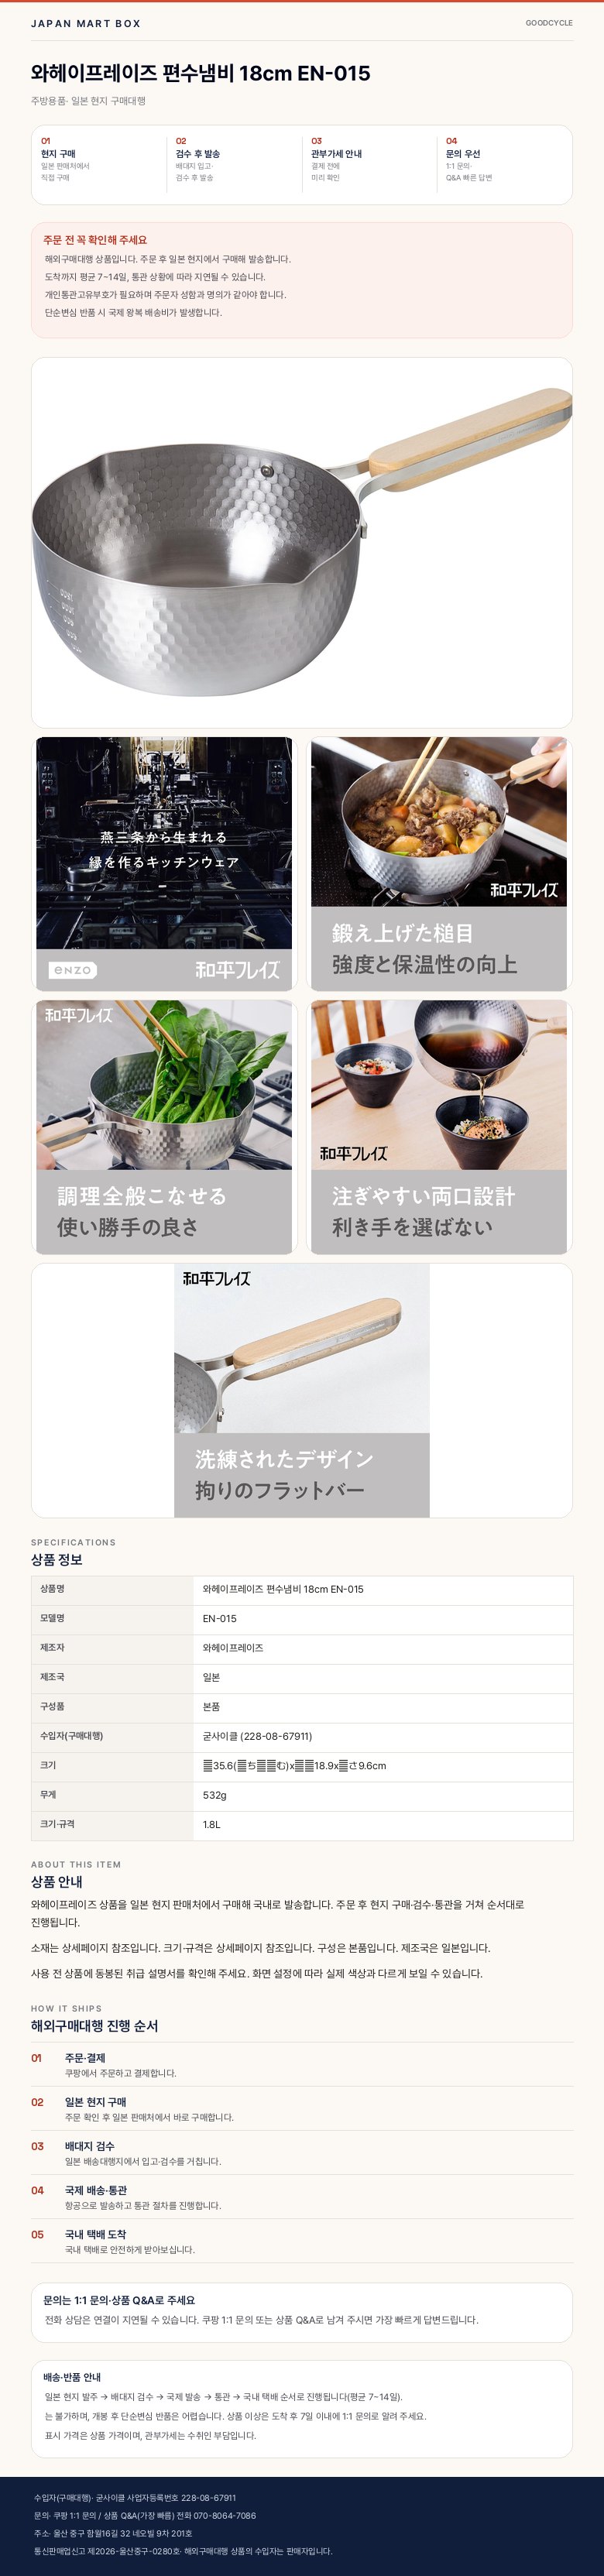 JAPAN MART BOX
GOODCYCLE
와헤이프레이즈 편수냄비 18cm EN-015
주방용품· 일본 현지 구매대행
01
현지 구매
일본 판매처에서
직접 구매
02
검수 후 발송
배대지 입고·
검수 후 발송
03
관부가세 안내
결제 전에
미리 확인
04
문의 우선
1:1 문의·
Q&A 빠른 답변
주문 전 꼭 확인해 주세요
해외구매대행 상품입니다. 주문 후 일본 현지에서 구매해 발송합니다.
도착까지 평균 7~14일, 통관 상황에 따라 지연될 수 있습니다.
개인통관고유부호가 필요하며 주문자 성함과 명의가 같아야 합니다.
단순변심 반품 시 국제 왕복 배송비가 발생합니다.
燕三条から生まれる
縁を作るキッチンウェア
enzo
和平フレイズ
和平フレイズ
鍛え上げた槌目
強度と保温性の向上
和平フレイズ
調理全般こなせる
使い勝手の良さ
和平フレイズ
注ぎやすい両口設計
利き手を選ばない
和平フレイズ
洗練されたデザイン
拘りのフラットバー
SPECIFICATIONS
상품 정보
상품명 와헤이프레이즈 편수냄비 18cm EN-015
모델명 EN-015
제조자 와헤이프레이즈
제조국 일본
구성품 본품
수입자(구매대행) 굳사이클 (228-08-67911)
크기 35.6(ち む)x 18.9x さ9.6cm
무게 532g
크기·규격 1.8L
ABOUT THIS ITEM
상품 안내
와헤이프레이즈 상품을 일본 현지 판매처에서 구매해 국내로 발송합니다. 주문 후 현지 구매·검수·통관을 거쳐 순서대로
진행됩니다.
소재는 상세페이지 참조입니다. 크기·규격은 상세페이지 참조입니다. 구성은 본품입니다. 제조국은 일본입니다.
사용 전 상품에 동봉된 취급 설명서를 확인해 주세요. 화면 설정에 따라 실제 색상과 다르게 보일 수 있습니다.
HOW IT SHIPS
해외구매대행 진행 순서
01 주문·결제
쿠팡에서 주문하고 결제합니다.
02 일본 현지 구매
주문 확인 후 일본 판매처에서 바로 구매합니다.
03 배대지 검수
일본 배송대행지에서 입고·검수를 거칩니다.
04 국제 배송·통관
항공으로 발송하고 통관 절차를 진행합니다.
05 국내 택배 도착
국내 택배로 안전하게 받아보십니다.
문의는 1:1 문의·상품 Q&A로 주세요
전화 상담은 연결이 지연될 수 있습니다. 쿠팡 1:1 문의 또는 상품 Q&A로 남겨 주시면 가장 빠르게 답변드립니다.
배송·반품 안내
일본 현지 발주 → 배대지 검수 → 국제 발송 → 통관 → 국내 택배 순서로 진행됩니다(평균 7~14일).
는 불가하며, 개봉 후 단순변심 반품은 어렵습니다. 상품 이상은 도착 후 7일 이내에 1:1 문의로 알려 주세요.
표시 가격은 상품 가격이며, 관부가세는 수취인 부담입니다.
수입자(구매대행)· 굳사이클 사업자등록번호 228-08-67911
문의· 쿠팡 1:1 문의 / 상품 Q&A(가장 빠름) 전화 070-8064-7086
주소· 울산 중구 함월16길 32 네오빌 9차 201호
통신판매업신고 제2026-울산중구-0280호· 해외구매대행 상품의 수입자는 판매자입니다.